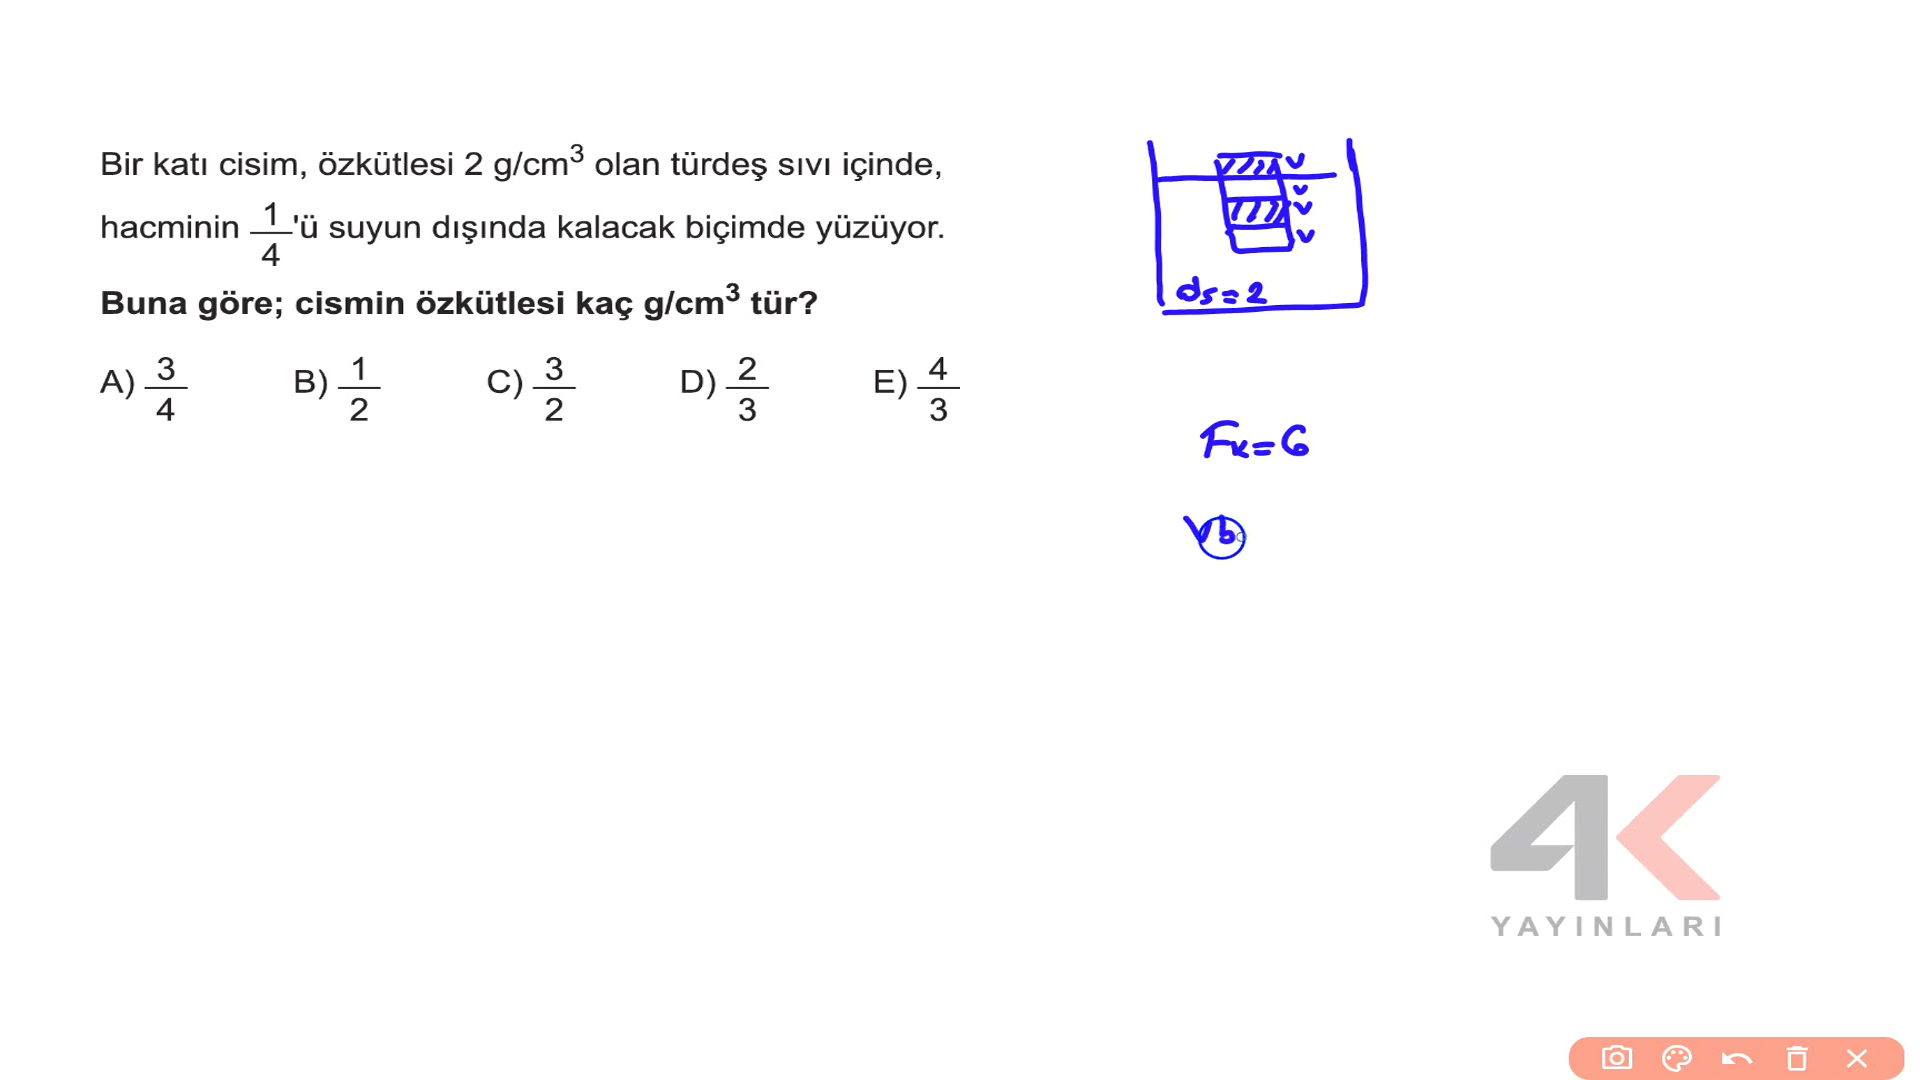 Bir katı cisim, özkütlesi 2 g/cm³ olan türdeş sıvı içinde,
hacminin 1/4'ü suyun dışında kalacak biçimde yüzüyor.
Buna göre; cismin özkütlesi kaç g/cm³ tür?
A) 3/4 B) 1/2 C) 3/2 D) 2/3 E) 4/3
v
v
v
v
ds=2
Fk=G
Vb
4K
YAYINLARI